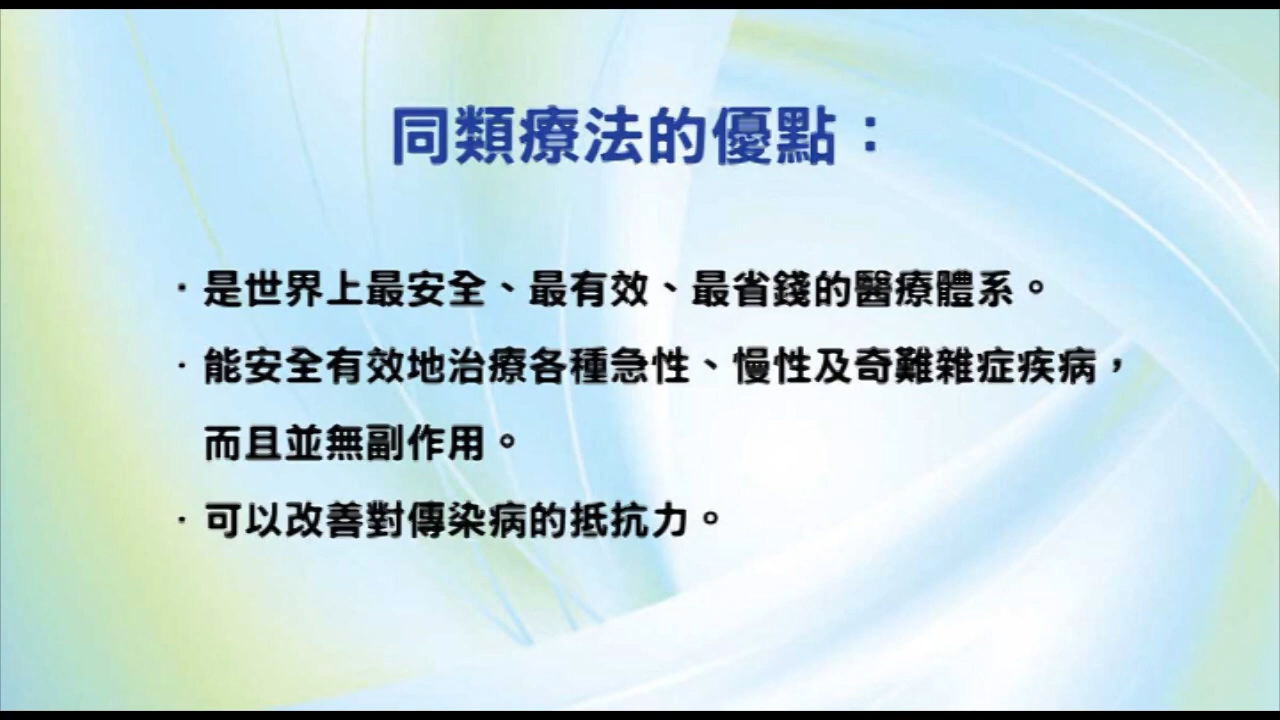 同類療法的優點：
· 是世界上最安全、最有效、最省錢的醫療體系。
· 能安全有效地治療各種急性、慢性及奇難雜症疾病，
而且並無副作用。
· 可以改善對傳染病的抵抗力。